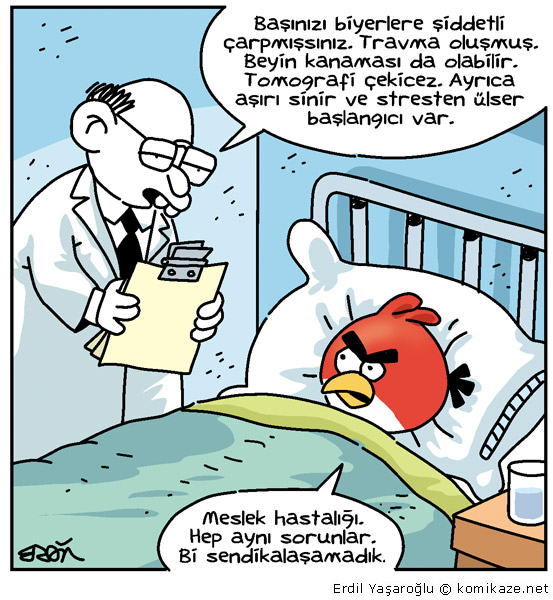 Başınızı biyerlere şiddetli
çarpmışsınız. Travma oluşmuş.
Beyin kanaması da olabilir.
Tomografi çekicez. Ayrıca
aşırı sinir ve stresten ülser
başlangıcı var.
Meslek hastalığı.
Hep aynı sorunlar.
Bi sendikalaşamadık.
ERDİL
Erdil Yaşaroğlu © komikaze.net